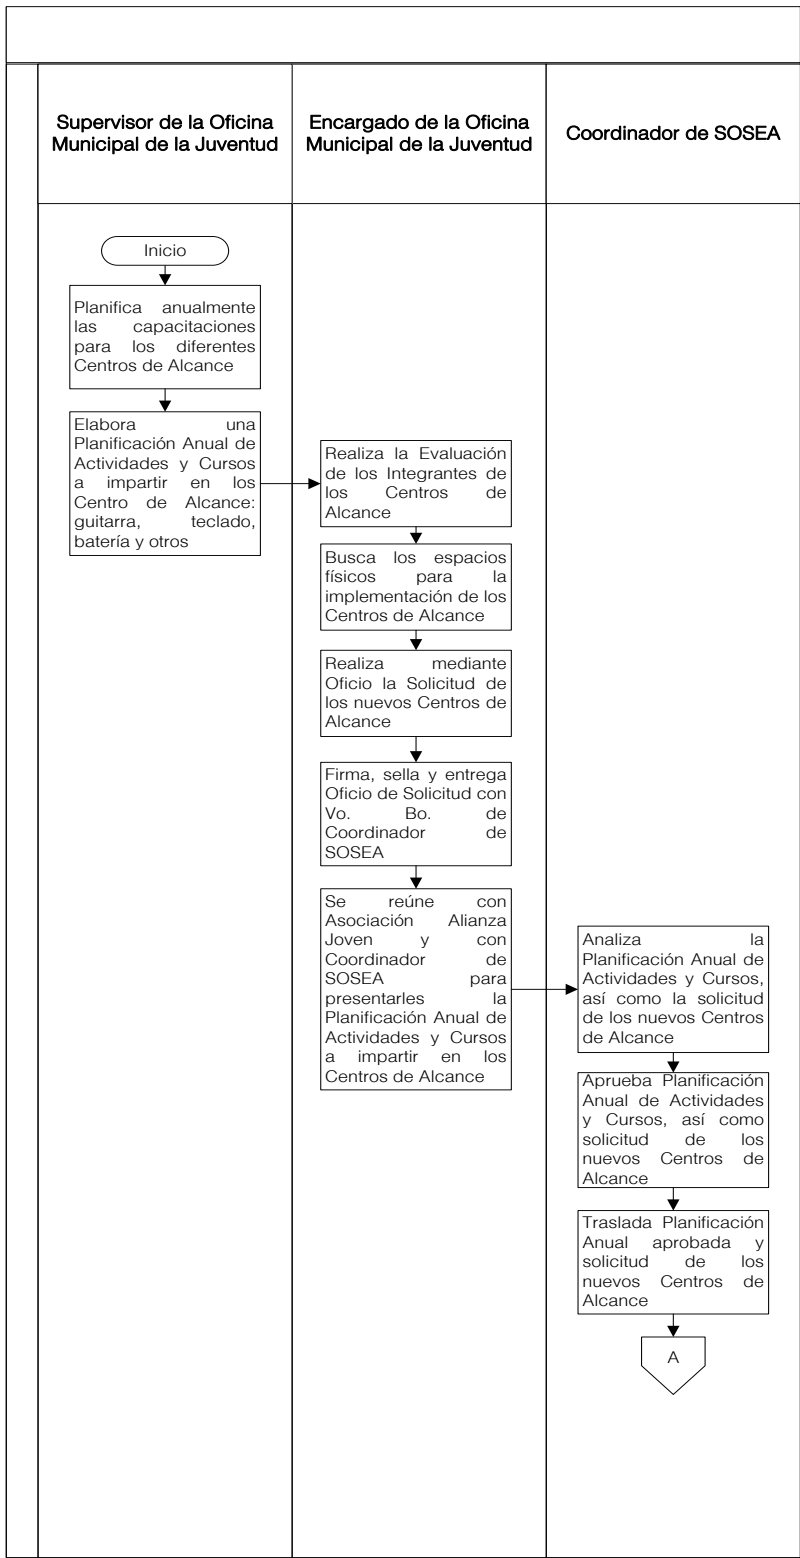 Supervisor de la Oficina
Municipal de la Juventud
Encargado de la Oficina
Municipal de la Juventud
Coordinador de SOSEA
Inicio
Planifica anualmente
las capacitaciones
para los diferentes
Centros de Alcance
Elabora una
Planificación Anual de
Actividades y Cursos
a impartir en los
Centro de Alcance:
guitarra, teclado,
batería y otros
Realiza la Evaluación
de los Integrantes de
los Centros de
Alcance
Busca los espacios
físicos para la
implementación de los
Centros de Alcance
Realiza mediante
Oficio la Solicitud de
los nuevos Centros de
Alcance
Firma, sella y entrega
Oficio de Solicitud con
Vo. Bo. de
Coordinador de
SOSEA
Se reúne con
Asociación Alianza
Joven y con
Coordinador de
SOSEA para
presentarles la
Planificación Anual de
Actividades y Cursos
a impartir en los
Centros de Alcance
Analiza la
Planificación Anual de
Actividades y Cursos,
así como la solicitud
de los nuevos Centros
de Alcance
Aprueba Planificación
Anual de Actividades
y Cursos, así como
solicitud de los
nuevos Centros de
Alcance
Traslada Planificación
Anual aprobada y
solicitud de los
nuevos Centros de
Alcance
A